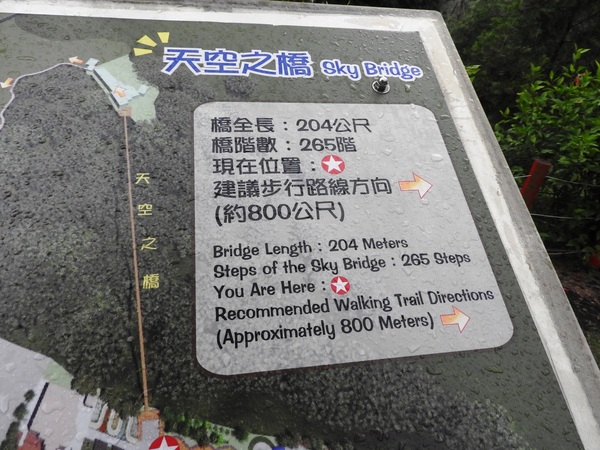 天空之橋 Sky Bridge
橋全長：204公尺
橋階數：265階
現在位置：
建議步行路線方向
(約800公尺)
Bridge Length：204 Meters
Steps of the Sky Bridge：265 Steps
You Are Here：
Recommended Walking Trail Directions
(Approximately 800 Meters)
天空之橋